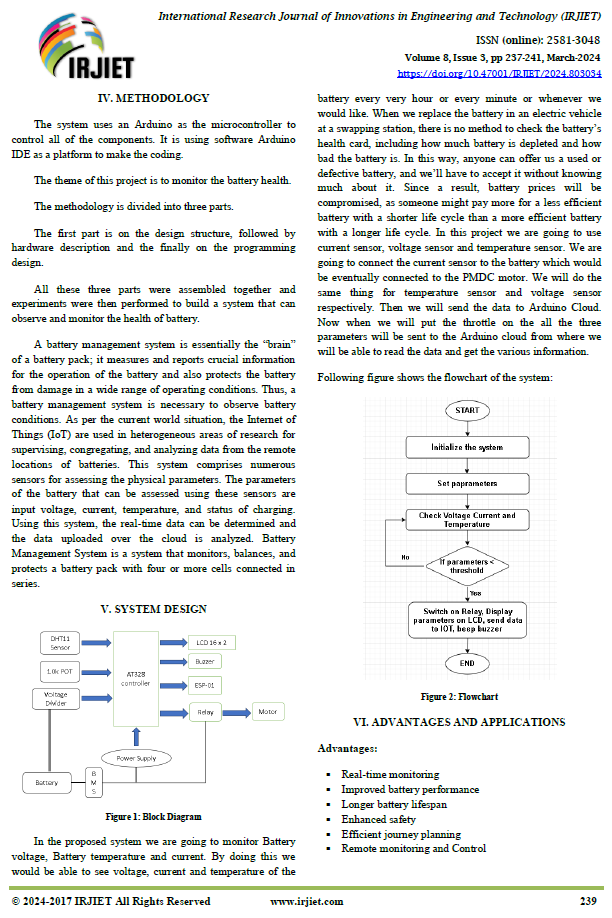 International Research Journal of Innovations in Engineering and Technology (IRJIET)
IRJIET
ISSN (online): 2581-3048
Volume 8, Issue 3, pp 237-241, March-2024
https://doi.org/10.47001/IRJIET/2024.803034
IV. METHODOLOGY
The system uses an Arduino as the microcontroller to
control all of the components. It is using software Arduino
IDE as a platform to make the coding.
The theme of this project is to monitor the battery health.
The methodology is divided into three parts.
The first part is on the design structure, followed by
hardware description and the finally on the programming
design.
All these three parts were assembled together and
experiments were then performed to build a system that can
observe and monitor the health of battery.
A battery management system is essentially the “brain”
of a battery pack; it measures and reports crucial information
for the operation of the battery and also protects the battery
from damage in a wide range of operating conditions. Thus, a
battery management system is necessary to observe battery
conditions. As per the current world situation, the Internet of
Things (IoT) are used in heterogeneous areas of research for
supervising, congregating, and analyzing data from the remote
locations of batteries. This system comprises numerous
sensors for assessing the physical parameters. The parameters
of the battery that can be assessed using these sensors are
input voltage, current, temperature, and status of charging.
Using this system, the real-time data can be determined and
the data uploaded over the cloud is analyzed. Battery
Management System is a system that monitors, balances, and
protects a battery pack with four or more cells connected in
series.
V. SYSTEM DESIGN
DHT11
Sensor
1.0k POT
Voltage
Divider
AT328
controller
LCD 16 x 2
Buzzer
ESP-01
Relay
Motor
Power Supply
Battery
B
M
S
Figure 1: Block Diagram
In the proposed system we are going to monitor Battery
voltage, Battery temperature and current. By doing this we
would be able to see voltage, current and temperature of the
battery every very hour or every minute or whenever we
would like. When we replace the battery in an electric vehicle
at a swapping station, there is no method to check the battery’s
health card, including how much battery is depleted and how
bad the battery is. In this way, anyone can offer us a used or
defective battery, and we’ll have to accept it without knowing
much about it. Since a result, battery prices will be
compromised, as someone might pay more for a less efficient
battery with a shorter life cycle than a more efficient battery
with a longer life cycle. In this project we are going to use
current sensor, voltage sensor and temperature sensor. We are
going to connect the current sensor to the battery which would
be eventually connected to the PMDC motor. We will do the
same thing for temperature sensor and voltage sensor
respectively. Then we will send the data to Arduino Cloud.
Now when we will put the throttle on the all the three
parameters will be sent to the Arduino cloud from where we
will be able to read the data and get the various information.
Following figure shows the flowchart of the system:
START
Initialize the system
Set paprameters
Check Voltage Current and
Temperature
No
If parameters <
threshold
Yes
Switch on Relay, Display
parameters on LCD, send data
to IOT, beep buzzer
END
Figure 2: Flowchart
VI. ADVANTAGES AND APPLICATIONS
Advantages:
▪ Real-time monitoring
▪ Improved battery performance
▪ Longer battery lifespan
▪ Enhanced safety
▪ Efficient journey planning
▪ Remote monitoring and Control
© 2024-2017 IRJIET All Rights Reserved www.irjiet.com 239